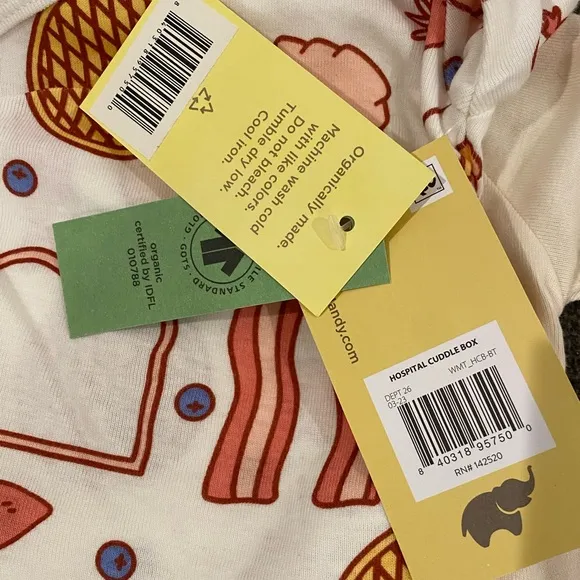 Organically made.
Machine wash cold
with like colors.
Do not bleach.
Tumble dry low.
Cool iron.
organic
certified by IDFL
010788
STANDARD · GOTS ·
andy.com
HOSPITAL CUDDLE BOX
WMT_HCB-BT
DEPT 26
8 40318 95750 0
RN# 142520